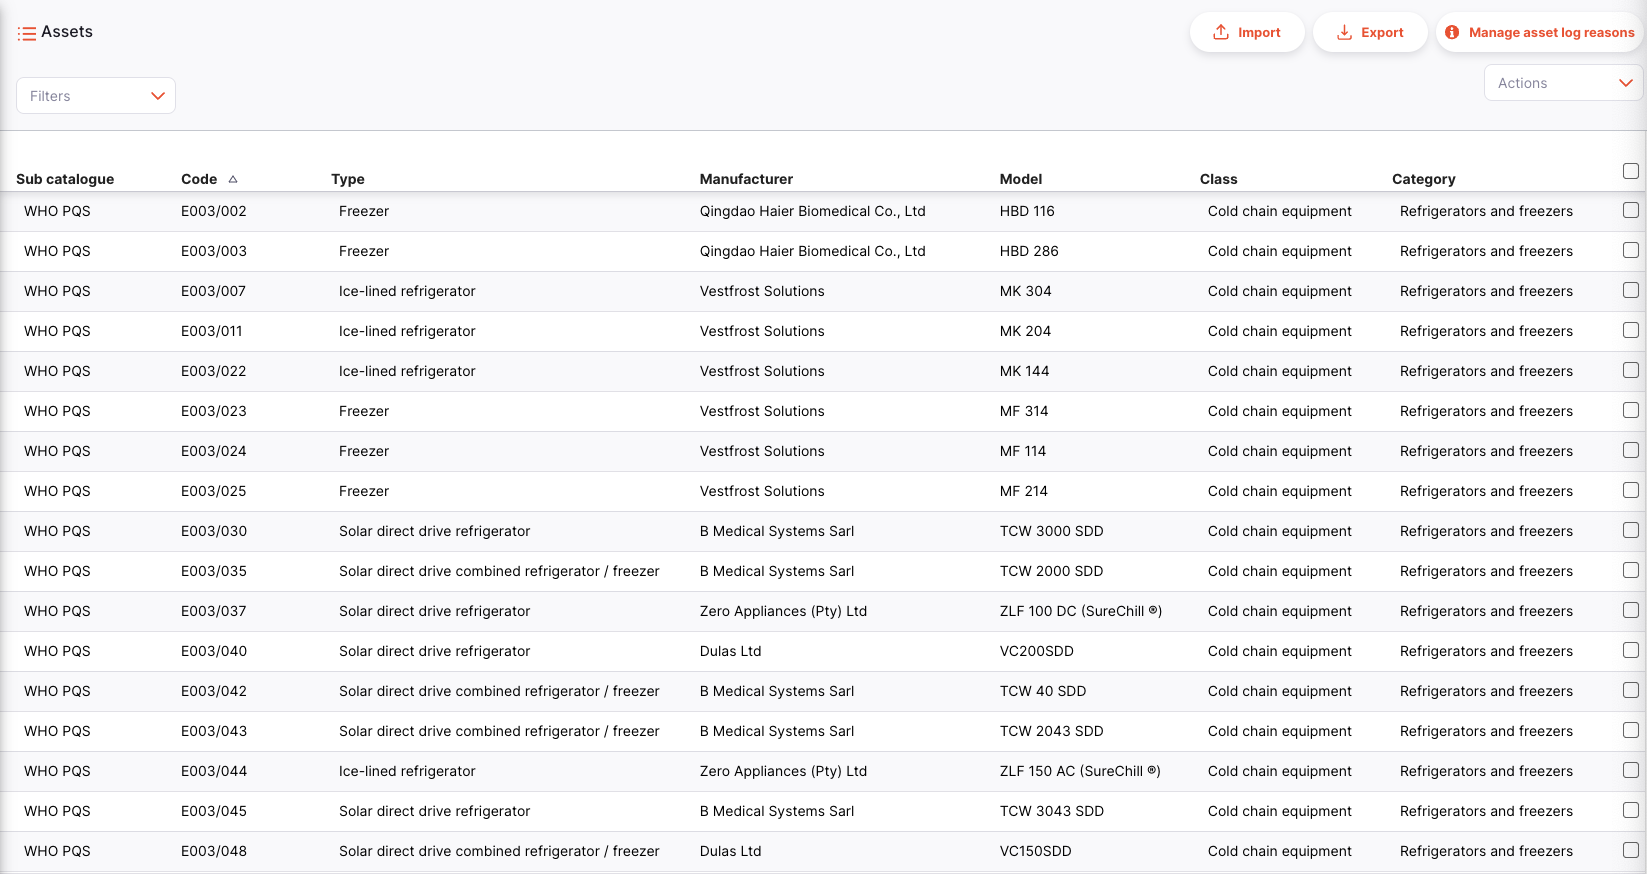 Assets
Import
Export
Manage asset log reasons
Filters
Actions
Sub catalogue Code Type Manufacturer Model Class Category
WHO PQS E003/002 Freezer Qingdao Haier Biomedical Co., Ltd HBD 116 Cold chain equipment Refrigerators and freezers
WHO PQS E003/003 Freezer Qingdao Haier Biomedical Co., Ltd HBD 286 Cold chain equipment Refrigerators and freezers
WHO PQS E003/007 Ice-lined refrigerator Vestfrost Solutions MK 304 Cold chain equipment Refrigerators and freezers
WHO PQS E003/011 Ice-lined refrigerator Vestfrost Solutions MK 204 Cold chain equipment Refrigerators and freezers
WHO PQS E003/022 Ice-lined refrigerator Vestfrost Solutions MK 144 Cold chain equipment Refrigerators and freezers
WHO PQS E003/023 Freezer Vestfrost Solutions MF 314 Cold chain equipment Refrigerators and freezers
WHO PQS E003/024 Freezer Vestfrost Solutions MF 114 Cold chain equipment Refrigerators and freezers
WHO PQS E003/025 Freezer Vestfrost Solutions MF 214 Cold chain equipment Refrigerators and freezers
WHO PQS E003/030 Solar direct drive refrigerator B Medical Systems Sarl TCW 3000 SDD Cold chain equipment Refrigerators and freezers
WHO PQS E003/035 Solar direct drive combined refrigerator / freezer B Medical Systems Sarl TCW 2000 SDD Cold chain equipment Refrigerators and freezers
WHO PQS E003/037 Solar direct drive refrigerator Zero Appliances (Pty) Ltd ZLF 100 DC (SureChill ®) Cold chain equipment Refrigerators and freezers
WHO PQS E003/040 Solar direct drive refrigerator Dulas Ltd VC200SDD Cold chain equipment Refrigerators and freezers
WHO PQS E003/042 Solar direct drive combined refrigerator / freezer B Medical Systems Sarl TCW 40 SDD Cold chain equipment Refrigerators and freezers
WHO PQS E003/043 Solar direct drive combined refrigerator / freezer B Medical Systems Sarl TCW 2043 SDD Cold chain equipment Refrigerators and freezers
WHO PQS E003/044 Ice-lined refrigerator Zero Appliances (Pty) Ltd ZLF 150 AC (SureChill ®) Cold chain equipment Refrigerators and freezers
WHO PQS E003/045 Solar direct drive refrigerator B Medical Systems Sarl TCW 3043 SDD Cold chain equipment Refrigerators and freezers
WHO PQS E003/048 Solar direct drive combined refrigerator / freezer Dulas Ltd VC150SDD Cold chain equipment Refrigerators and freezers